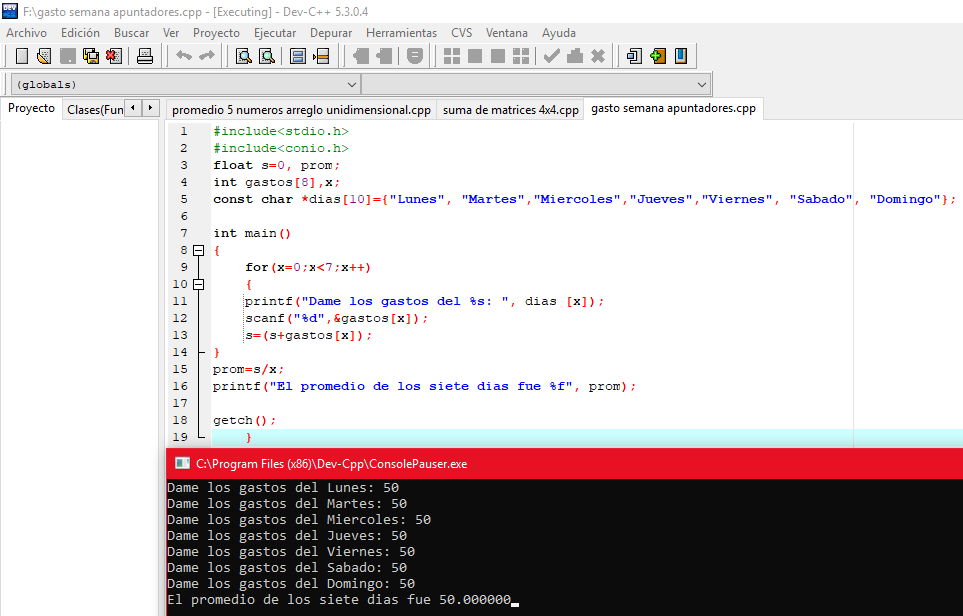 F:\gasto semana apuntadores.cpp - [Executing] - Dev-C++ 5.3.0.4
Archivo Edición Buscar Ver Proyecto Ejecutar Depurar Herramientas CVS Ventana Ayuda
(globals)
Proyecto Clases(Fun promedio 5 numeros arreglo unidimensional.cpp suma de matrices 4x4.cpp gasto semana apuntadores.cpp
1 #include<stdio.h>
2 #include<conio.h>
3 float s=0, prom;
4 int gastos[8],x;
5 const char *dias[10]={"Lunes", "Martes","Miercoles","Jueves","Viernes", "Sabado", "Domingo"};
6
7 int main()
8 {
9 for(x=0;x<7;x++)
10 {
11 printf("Dame los gastos del %s: ", dias [x]);
12 scanf("%d",&gastos[x]);
13 s=(s+gastos[x]);
14 }
15 prom=s/x;
16 printf("El promedio de los siete dias fue %f", prom);
17
18 getch();
19 }
C:\Program Files (x86)\Dev-Cpp\ConsolePauser.exe
Dame los gastos del Lunes: 50
Dame los gastos del Martes: 50
Dame los gastos del Miercoles: 50
Dame los gastos del Jueves: 50
Dame los gastos del Viernes: 50
Dame los gastos del Sabado: 50
Dame los gastos del Domingo: 50
El promedio de los siete dias fue 50.000000